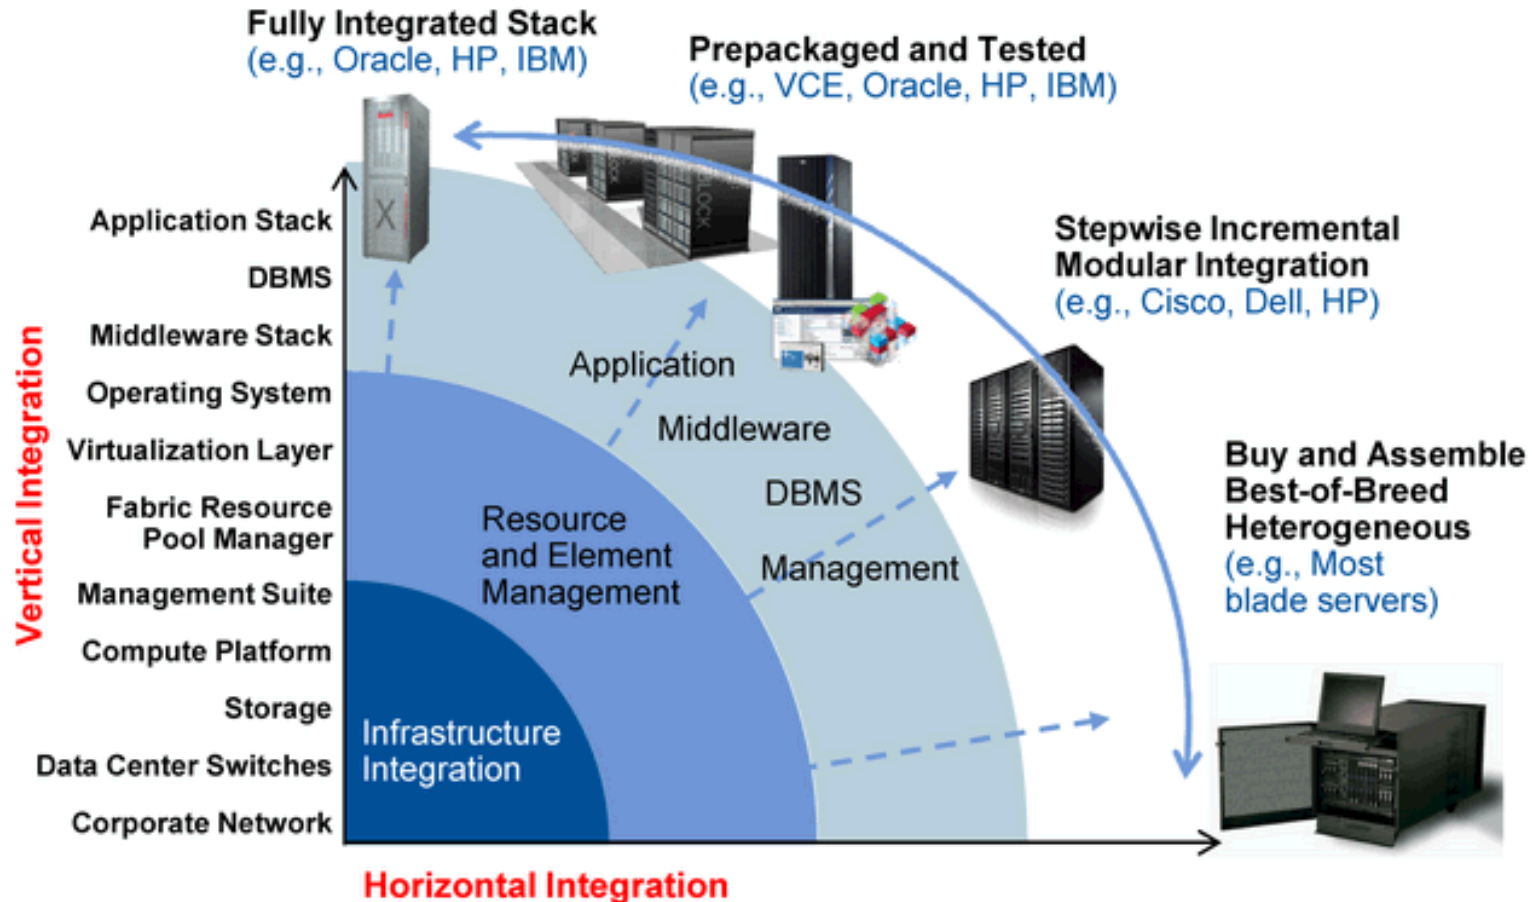 Fully Integrated Stack
(e.g., Oracle, HP, IBM)
Prepackaged and Tested
(e.g., VCE, Oracle, HP, IBM)
Stepwise Incremental
Modular Integration
(e.g., Cisco, Dell, HP)
Buy and Assemble
Best-of-Breed
Heterogeneous
(e.g., Most
blade servers)
Vertical Integration
Application Stack
DBMS
Middleware Stack
Operating System
Virtualization Layer
Fabric Resource
Pool Manager
Management Suite
Compute Platform
Storage
Data Center Switches
Corporate Network
X
Application
Middleware
DBMS
Management
Resource
and Element
Management
Infrastructure
Integration
Horizontal Integration